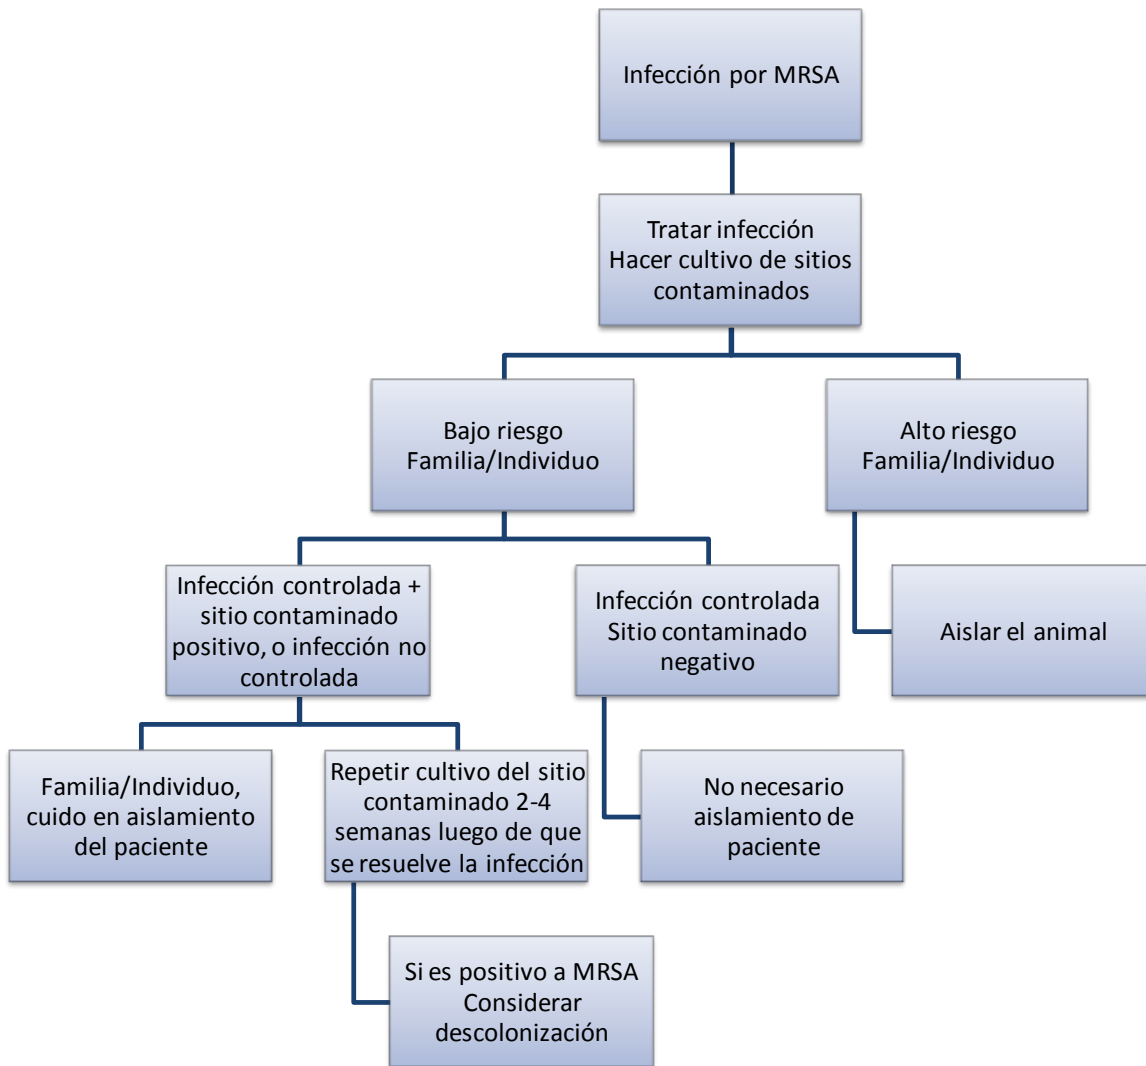 Infección por MRSA
Tratar infección
Hacer cultivo de sitios
contaminados
Bajo riesgo
Familia/Individuo
Alto riesgo
Familia/Individuo
Infección controlada +
sitio contaminado
positivo, o infección no
controlada
Infección controlada
Sitio contaminado
negativo
Aislar el animal
Familia/Individuo,
cuido en aislamiento
del paciente
Repetir cultivo del sitio
contaminado 2-4
semanas luego de que
se resuelve la infección
No necesario
aislamiento de
paciente
Si es positivo a MRSA
Considerar
descolonización